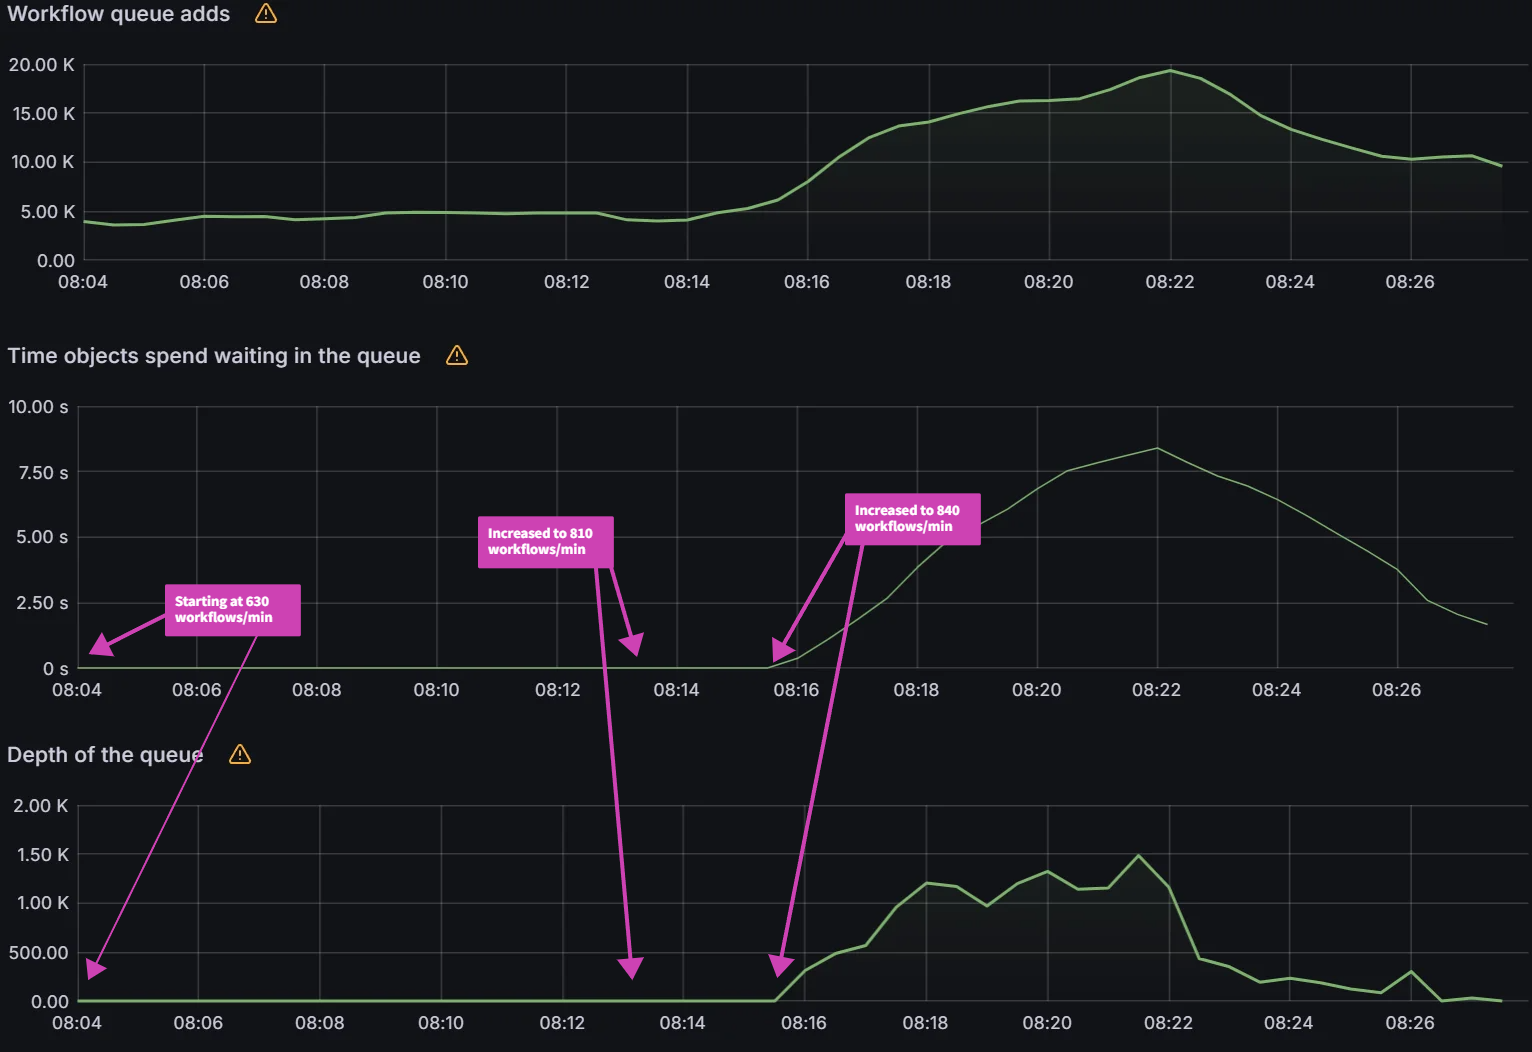 Workflow queue adds
20.00 K
15.00 K
10.00 K
5.00 K
0.00
08:04 08:06 08:08 08:10 08:12 08:14 08:16 08:18 08:20 08:22 08:24 08:26
Time objects spend waiting in the queue
10.00 s
7.50 s
5.00 s
2.50 s
0 s
Increased to 840
workflows/min
Increased to 810
workflows/min
Starting at 630
workflows/min
08:04 08:06 08:08 08:10 08:12 08:14 08:16 08:18 08:20 08:22 08:24 08:26
Depth of the queue
2.00 K
1.50 K
1.00 K
500.00
0.00
08:04 08:06 08:08 08:10 08:12 08:14 08:16 08:18 08:20 08:22 08:24 08:26